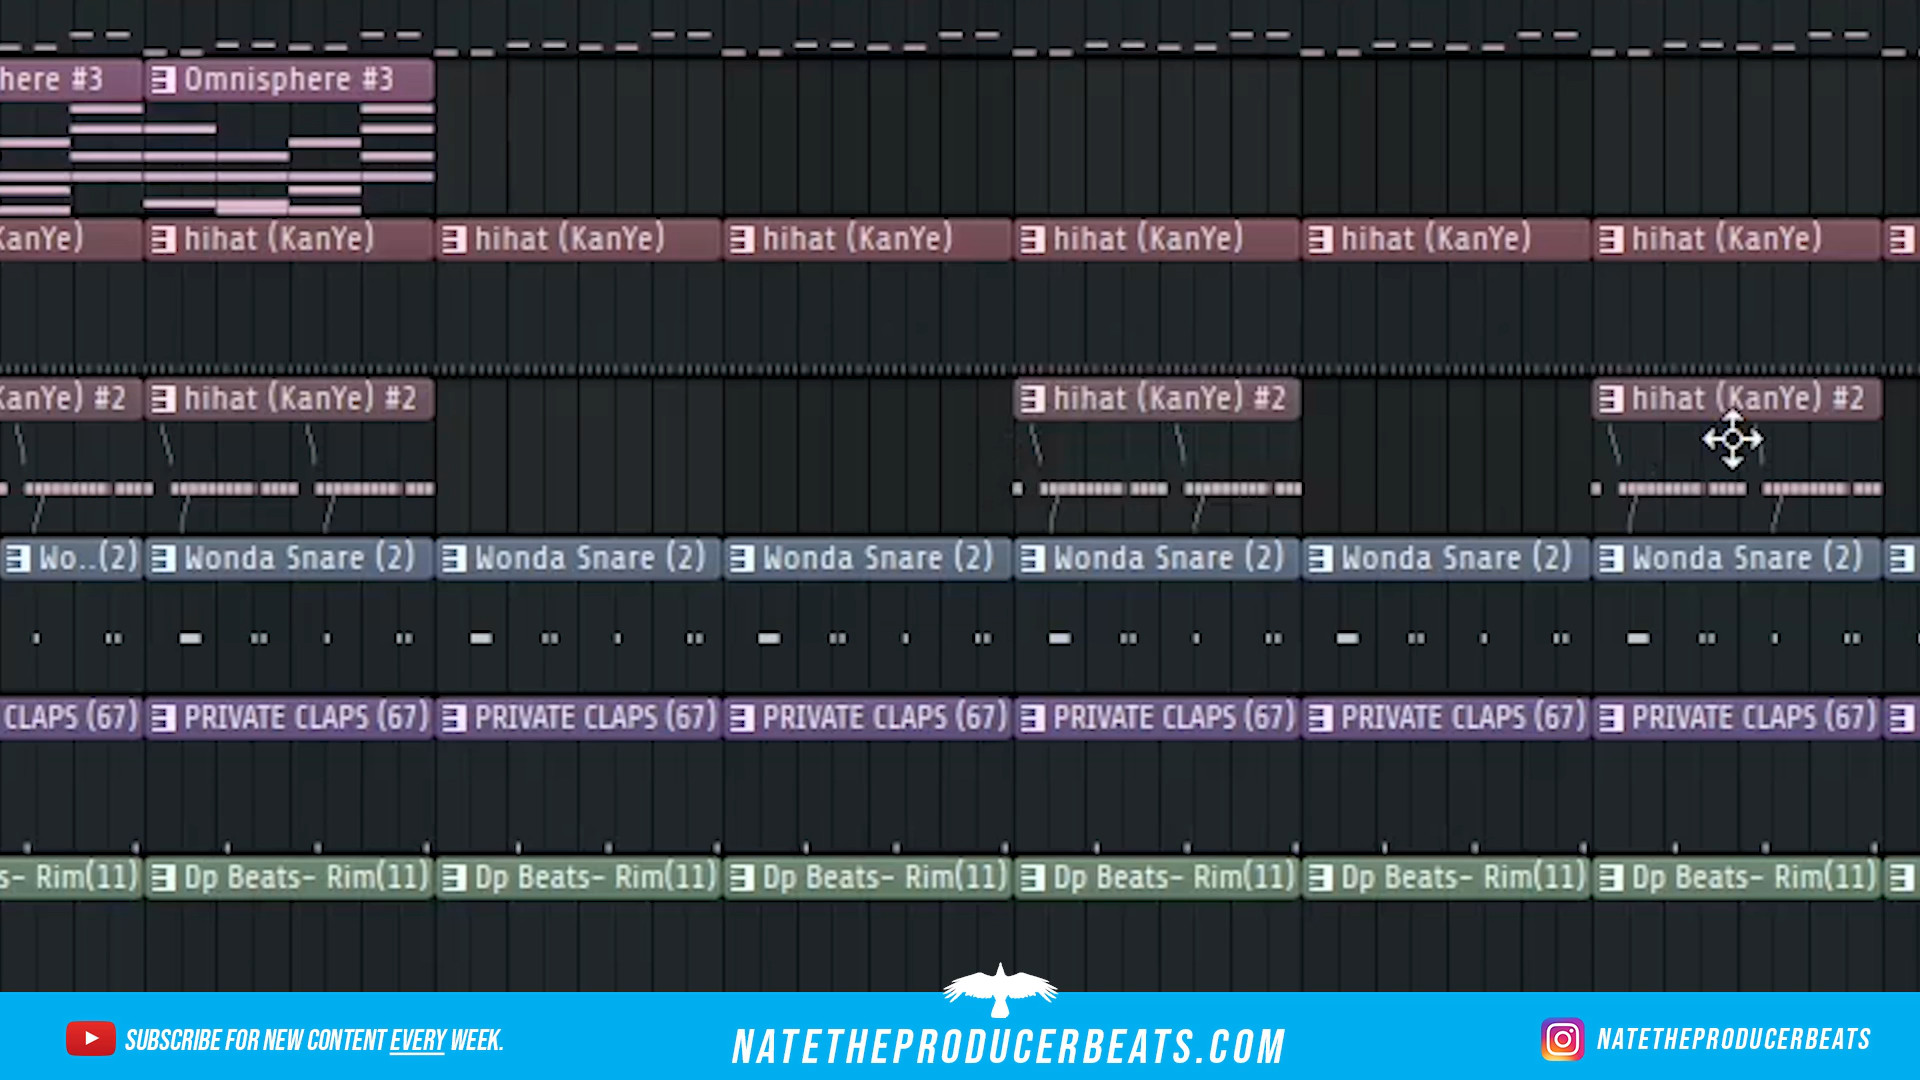 here #3 Omnisphere #3
KanYe) hihat (KanYe) hihat (KanYe) hihat (KanYe) hihat (KanYe) hihat (KanYe) hihat (KanYe)
KanYe) #2 hihat (KanYe) #2 hihat (KanYe) #2 hihat (KanYe) #2
Wo..(2) Wonda Snare (2) Wonda Snare (2) Wonda Snare (2) Wonda Snare (2) Wonda Snare (2) Wonda Snare (2)
CLAPS (67) PRIVATE CLAPS (67) PRIVATE CLAPS (67) PRIVATE CLAPS (67) PRIVATE CLAPS (67) PRIVATE CLAPS (67) PRIVATE CLAPS (67)
s- Rim(11) Dp Beats- Rim(11) Dp Beats- Rim(11) Dp Beats- Rim(11) Dp Beats- Rim(11) Dp Beats- Rim(11) Dp Beats- Rim(11)
SUBSCRIBE FOR NEW CONTENT EVERY WEEK. NATETHEPRODUCERBEATS.COM NATETHEPRODUCERBEATS